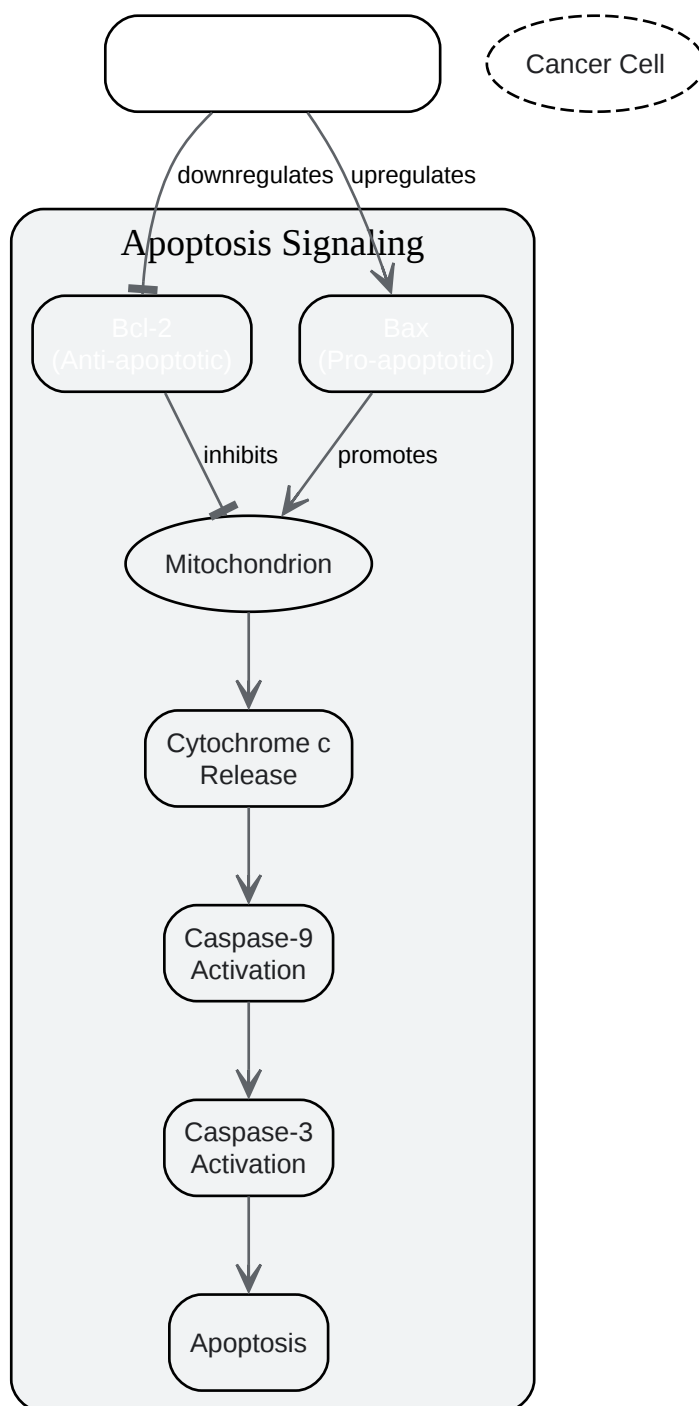 Cancer Cell
downregulates
upregulates
Apoptosis Signaling
Bcl-2
(Anti-apoptotic)
Bax
(Pro-apoptotic)
inhibits
promotes
Mitochondrion
Cytochrome c
Release
Caspase-9
Activation
Caspase-3
Activation
Apoptosis